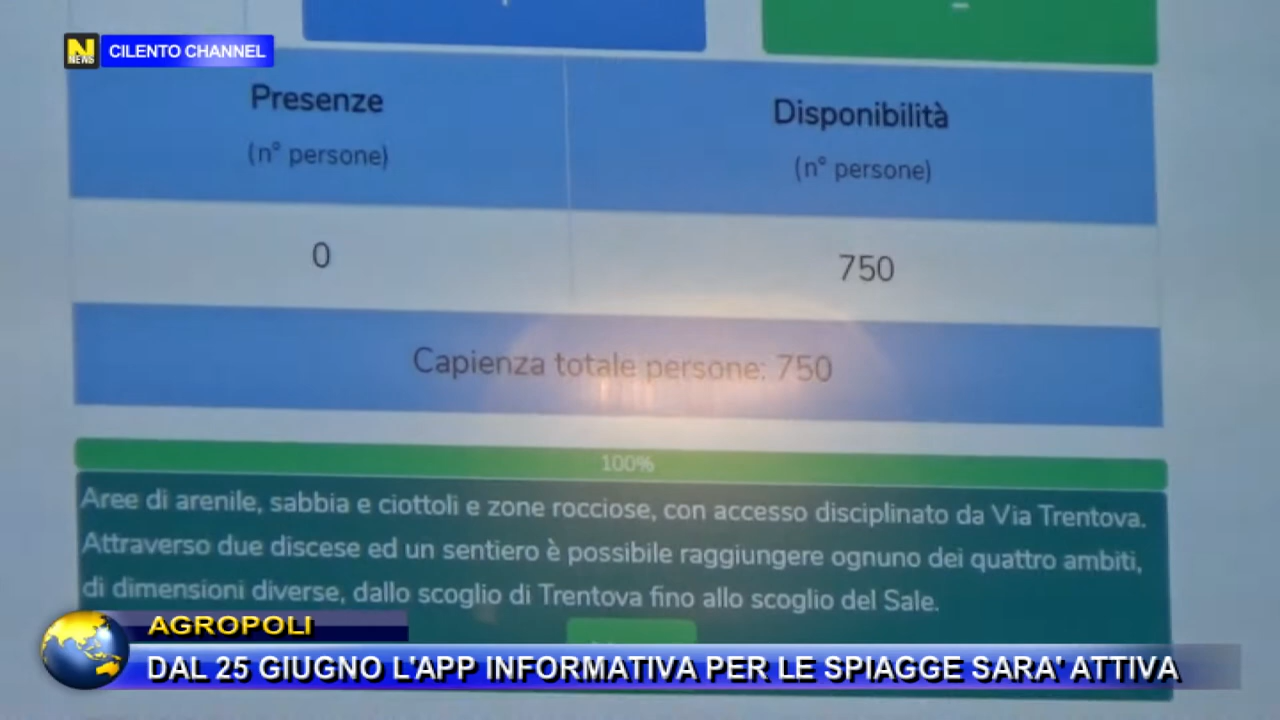 N
NEWS
CILENTO CHANNEL
Presenze
(n° persone)
Disponibilità
(n° persone)
0
750
Capienza totale persone: 750
100%
Aree di arenile, sabbia e ciottoli e zone rocciose, con accesso disciplinato da Via Trentova.
Attraverso due discese ed un sentiero è possibile raggiungere ognuno dei quattro ambiti,
di dimensioni diverse, dallo scoglio di Trentova fino allo scoglio del Sale.
AGROPOLI
DAL 25 GIUGNO L'APP INFORMATIVA PER LE SPIAGGE SARA' ATTIVA